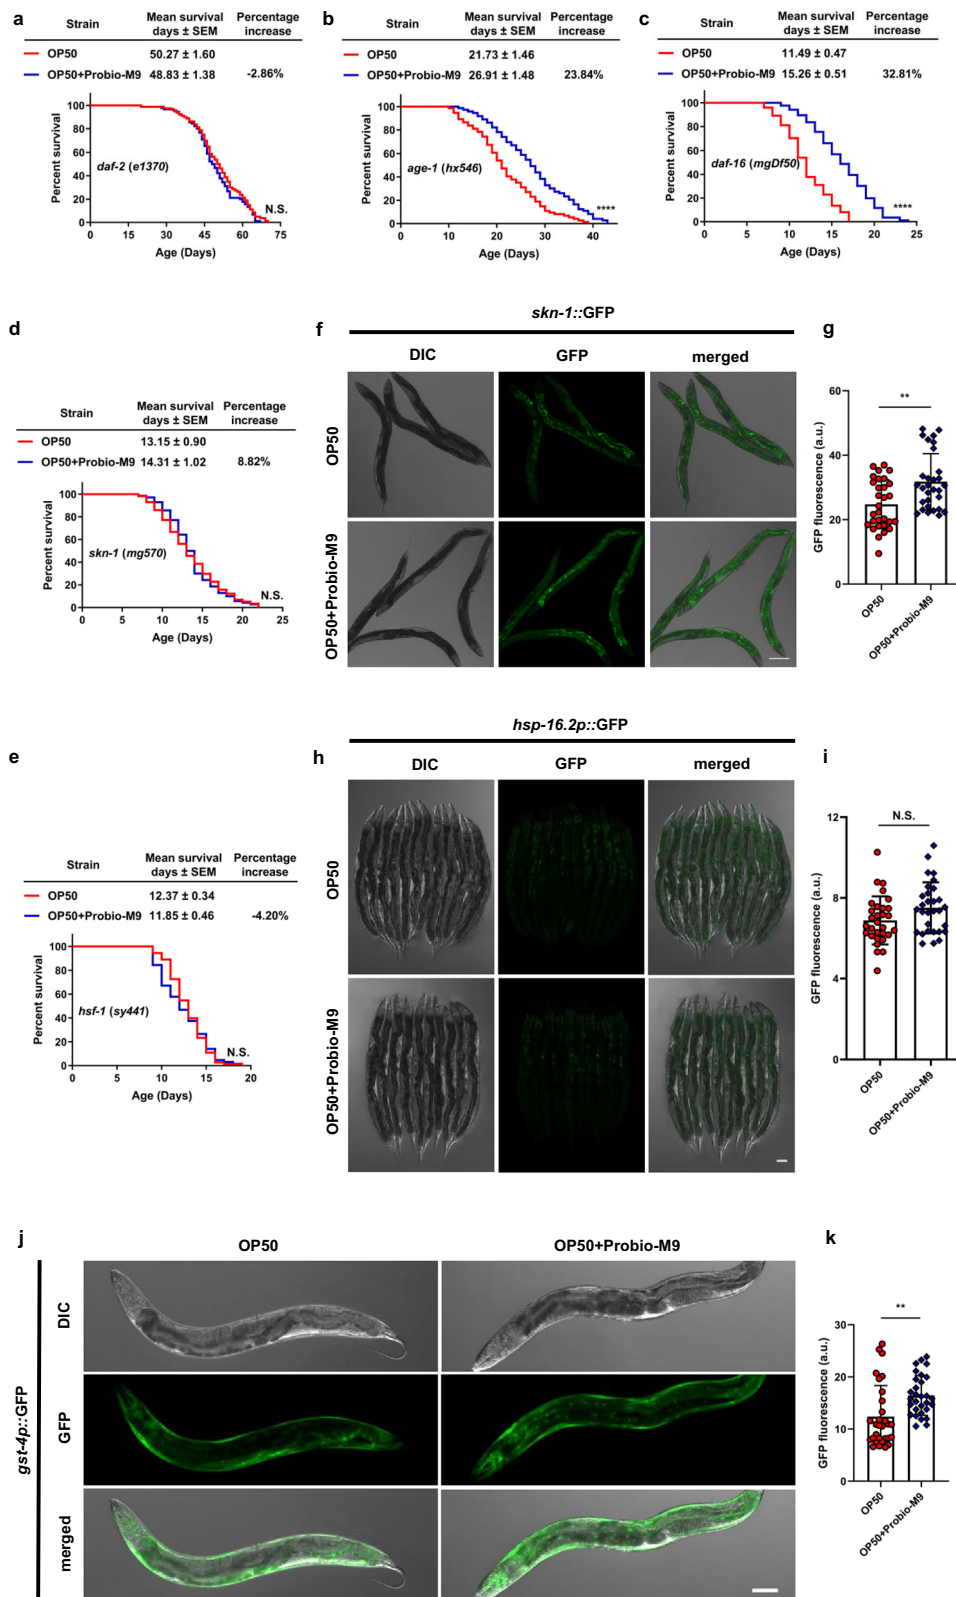 a
Strain Mean survival days ± SEM Percentage increase
OP50 50.27 ± 1.60
OP50+Probio-M9 48.83 ± 1.38 -2.86%
Percent survival
100
80
60
40
20
0
daf-2 (e1370)
N.S.
0 15 30 45 60 75
Age (Days)
b
Strain Mean survival days ± SEM Percentage increase
OP50 21.73 ± 1.46
OP50+Probio-M9 26.91 ± 1.48 23.84%
Percent survival
100
80
60
40
20
0
age-1 (hx546)
****
0 10 20 30 40
Age (Days)
c
Strain Mean survival days ± SEM Percentage increase
OP50 11.49 ± 0.47
OP50+Probio-M9 15.26 ± 0.51 32.81%
Percent survival
100
80
60
40
20
0
daf-16 (mgDf50)
****
0 5 10 15 20 25
Age (Days)
d
Strain Mean survival days ± SEM Percentage increase
OP50 13.15 ± 0.90
OP50+Probio-M9 14.31 ± 1.02 8.82%
Percent survival
100
80
60
40
20
0
skn-1 (mg570)
N.S.
0 5 10 15 20 25
Age (Days)
e
Strain Mean survival days ± SEM Percentage increase
OP50 12.37 ± 0.34
OP50+Probio-M9 11.85 ± 0.46 -4.20%
Percent survival
100
80
60
40
20
0
hsf-1 (sy441)
N.S.
0 5 10 15 20
Age (Days)
f
skn-1::GFP
DIC GFP merged
OP50
OP50+Probio-M9
g
GFP fluorescence (a.u.)
60
40
20
0
**
OP50
OP50+Probio-M9
h
hsp-16.2p::GFP
DIC GFP merged
OP50
OP50+Probio-M9
i
GFP fluorescence (a.u.)
12
8
4
0
N.S.
OP50
OP50+Probio-M9
j
OP50 OP50+Probio-M9
gst-4p::GFP
DIC
GFP
merged
k
GFP fluorescence (a.u.)
30
20
10
0
**
OP50
OP50+Probio-M9